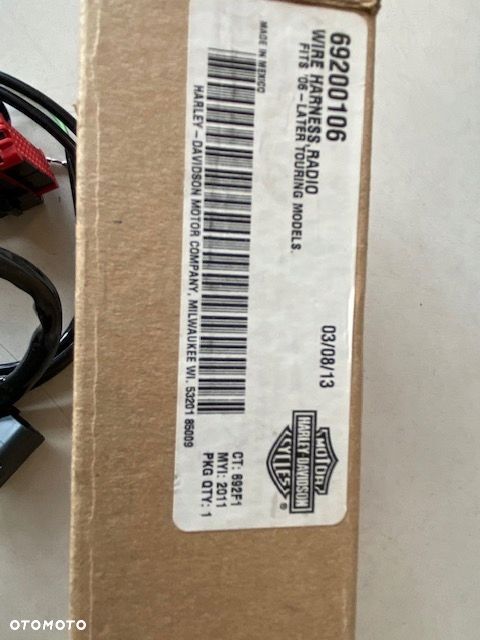 69200106
WIRE HARNESS,RADIO
FITS '06 - LATER TOURING MODELS.
MADE IN MEXICO
HARLEY-DAVIDSON MOTOR COMPANY, MILWAUKEE WI. 53201 85009
03/08/13
MOTOR
HARLEY-DAVIDSON
CYCLES
®
CT: 692F1
MYI: 2011
PKG QTY: 1
OTOMOTO